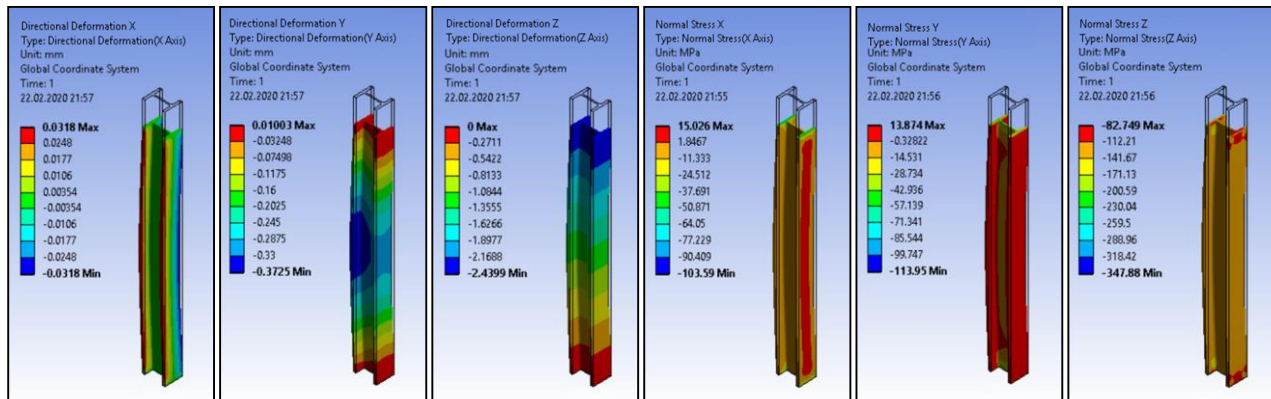 Directional Deformation X
Type: Directional Deformation(X Axis)
Unit: mm
Global Coordinate System
Time: 1
22.02.2020 21:57
0.0318 Max
0.0248
0.0177
0.0106
0.00354
-0.00354
-0.0106
-0.0177
-0.0248
-0.0318 Min
Directional Deformation Y
Type: Directional Deformation(Y Axis)
Unit: mm
Global Coordinate System
Time: 1
22.02.2020 21:57
0.01003 Max
-0.03248
-0.07498
-0.1175
-0.16
-0.2025
-0.245
-0.2875
-0.33
-0.3725 Min
Directional Deformation Z
Type: Directional Deformation(Z Axis)
Unit: mm
Global Coordinate System
Time: 1
22.02.2020 21:57
0 Max
-0.2711
-0.5422
-0.8133
-1.0844
-1.3555
-1.6266
-1.8977
-2.1688
-2.4399 Min
Normal Stress X
Type: Normal Stress(X Axis)
Unit: MPa
Global Coordinate System
Time: 1
22.02.2020 21:55
15.026 Max
1.8467
-11.333
-24.512
-37.691
-50.871
-64.05
-77.229
-90.409
-103.59 Min
Normal Stress Y
Type: Normal Stress(Y Axis)
Unit: MPa
Global Coordinate System
Time: 1
22.02.2020 21:56
13.874 Max
-0.32822
-14.531
-28.734
-42.936
-57.139
-71.341
-85.544
-99.747
-113.95 Min
Normal Stress Z
Type: Normal Stress(Z Axis)
Unit: MPa
Global Coordinate System
Time: 1
22.02.2020 21:56
-82.749 Max
-112.21
-141.67
-171.13
-200.59
-230.04
-259.5
-288.96
-318.42
-347.88 Min